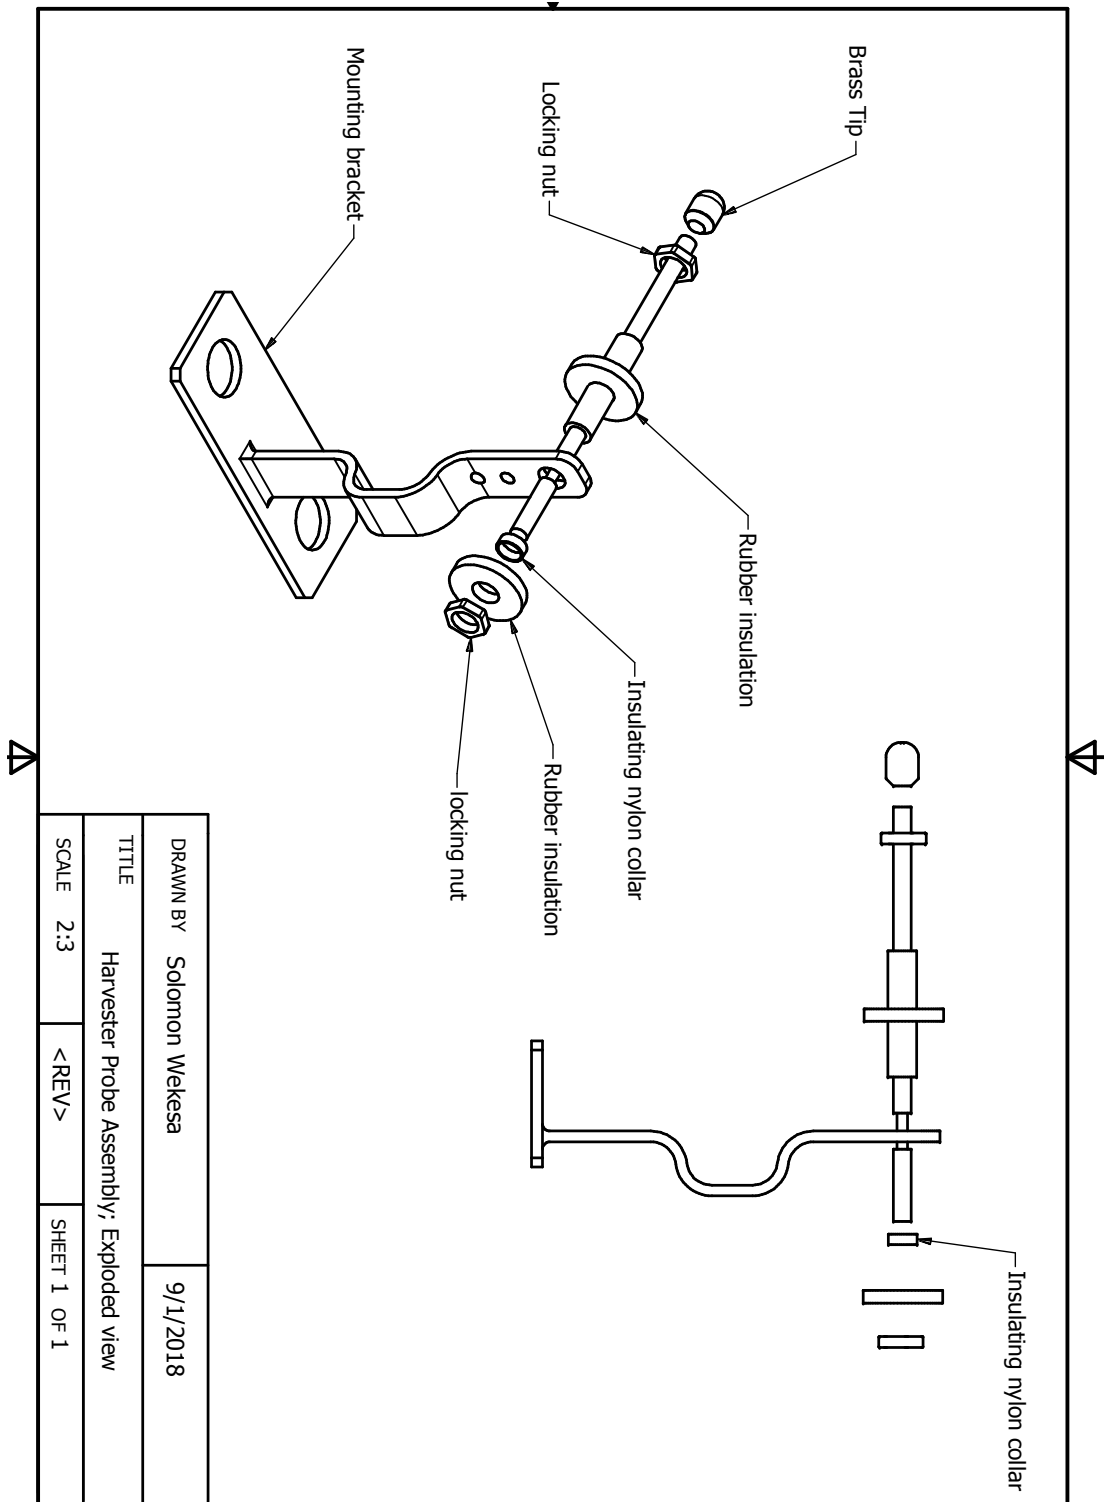 Brass Tip
Locking nut
Mounting bracket
Rubber insulation
Insulating nylon collar
Rubber insulation
locking nut
Insulating nylon collar
DRAWN BY Solomon Wekesa 9/1/2018
TITLE
Harvester Probe Assembly; Exploded view
SCALE 2:3 <REV> SHEET 1 OF 1